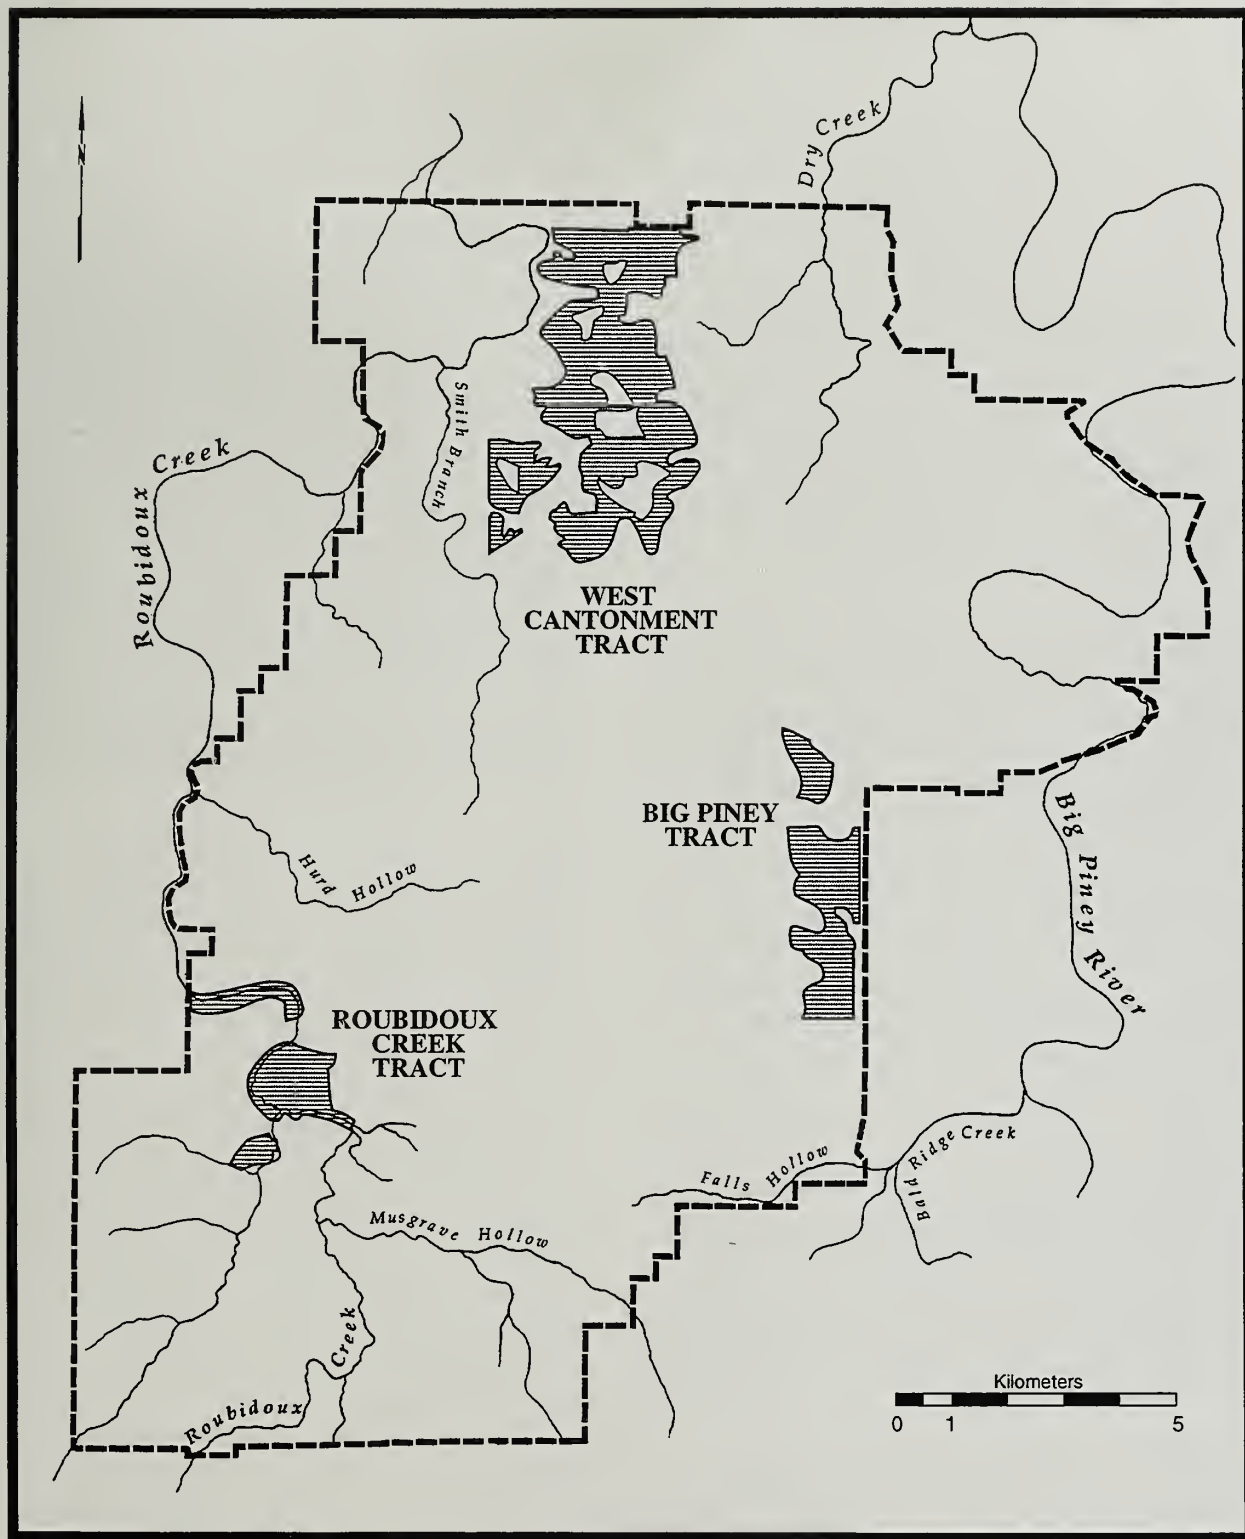 N
Dry Creek
Smith Branch
Roubidoux Creek
WEST
CANTONMENT
TRACT
BIG PINEY
TRACT
Big Piney River
Hurd Hollow
ROUBIDOUX
CREEK
TRACT
Falls Hollow
Bald Ridge Creek
Musgrave Hollow
Roubidoux Creek
Kilometers
0 1 5